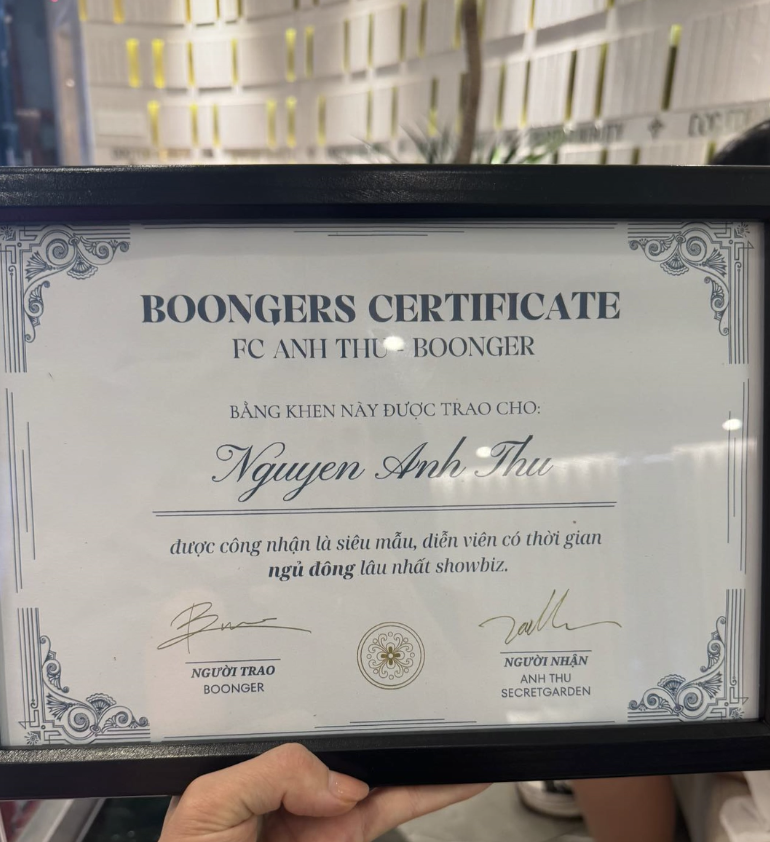 BOONGERS CERTIFICATE
FC ANH THU - BOONGER
BẰNG KHEN NÀY ĐƯỢC TRAO CHO:
Nguyen Anh Thu
được công nhận là siêu mẫu, diễn viên có thời gian
ngủ đông lâu nhất showbiz.
NGƯỜI TRAO
BOONGER
NGƯỜI NHẬN
ANH THU
SECRETGARDEN